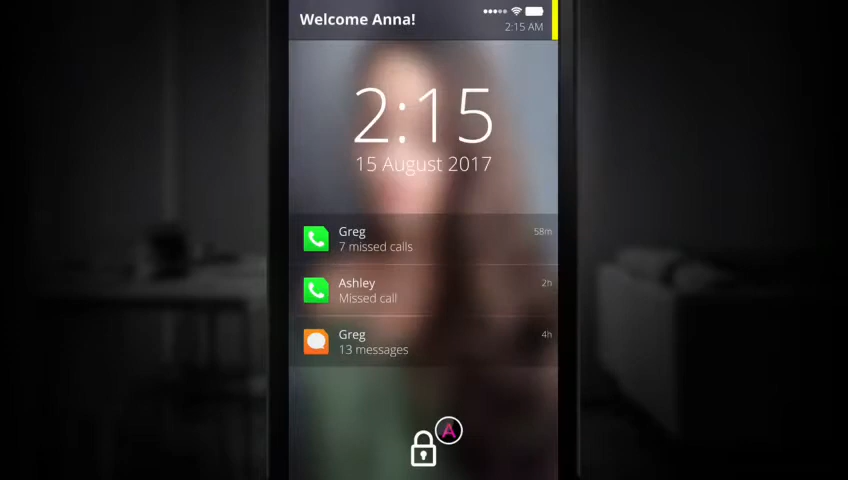 Welcome Anna!
2:15 AM
2:15
15 August 2017
Greg
58m
7 missed calls
Ashley
2h
Missed call
Greg
4h
13 messages
A